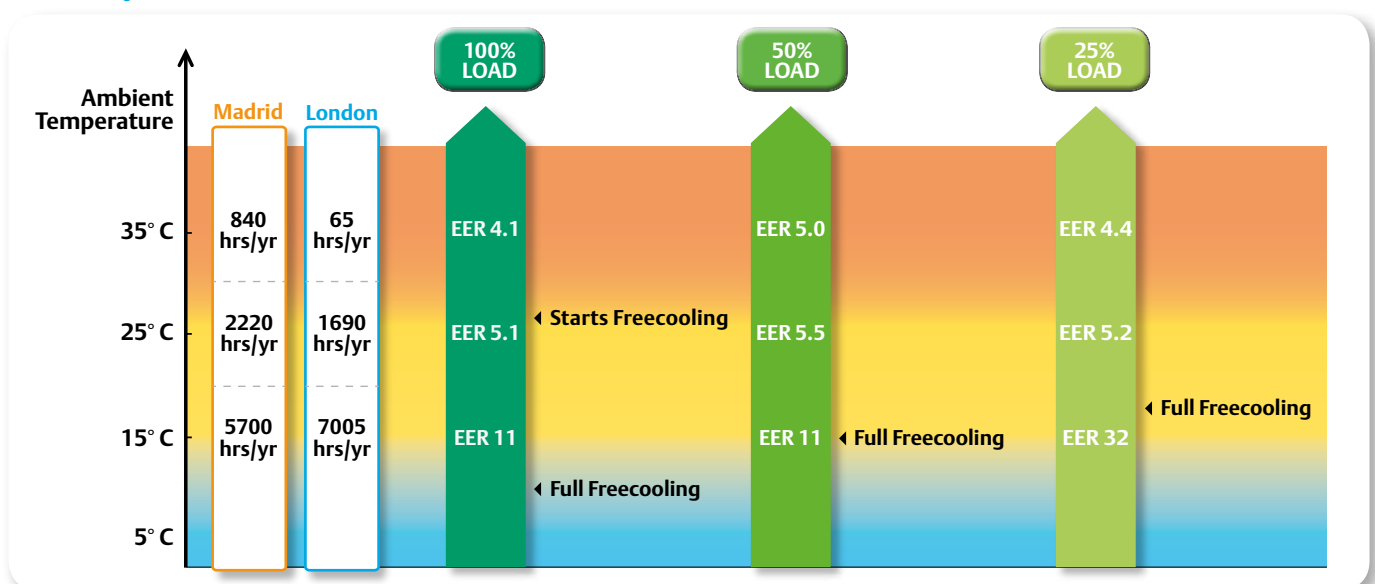 100%
LOAD
50%
LOAD
25%
LOAD
Ambient
Temperature
Madrid
London
35° C
840
hrs/yr
65
hrs/yr
EER 4.1
EER 5.0
EER 4.4
Starts Freecooling
25° C
2220
hrs/yr
1690
hrs/yr
EER 5.1
EER 5.5
EER 5.2
Full Freecooling
15° C
5700
hrs/yr
7005
hrs/yr
EER 11
EER 11
Full Freecooling
EER 32
Full Freecooling
5° C